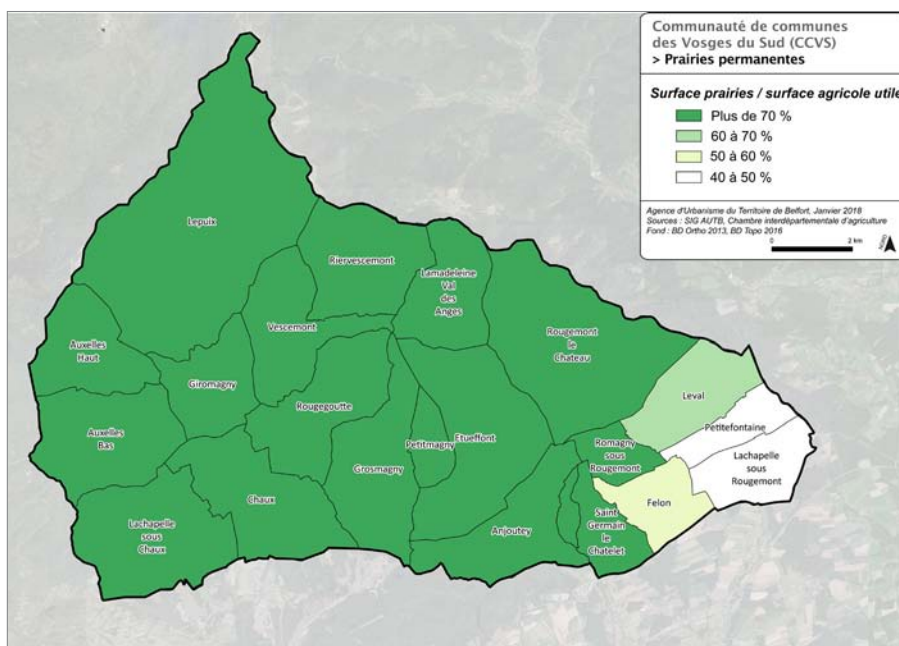 Communauté de communes
des Vosges du Sud (CCVS)
> Prairies permanentes
Surface prairies / surface agricole utile
Plus de 70 %
60 à 70 %
50 à 60 %
40 à 50 %
Agence d'Urbanisme du Territoire de Belfort, Janvier 2018
Sources : SIG AUTB, Chambre interdépartementale d'agriculture
Fond : BD Ortho 2013, BD Topo 2016
0
2 km
NORD
Lepuix
Riervescemont
Lamadeleine
Val
des
Anges
Vescemont
Rougemont
le
Chateau
Auxelles
Haut
Giromagny
Leval
Rougegoutte
Petitefontaine
Auxelles
Bas
Petitmagny
Etueffont
Romagny
sous
Rougemont
Lachapelle
sous
Rougemont
Grosmagny
Chaux
Felon
Lachapelle
sous
Chaux
Anjoutey
Saint
Germain
le
Chatelet